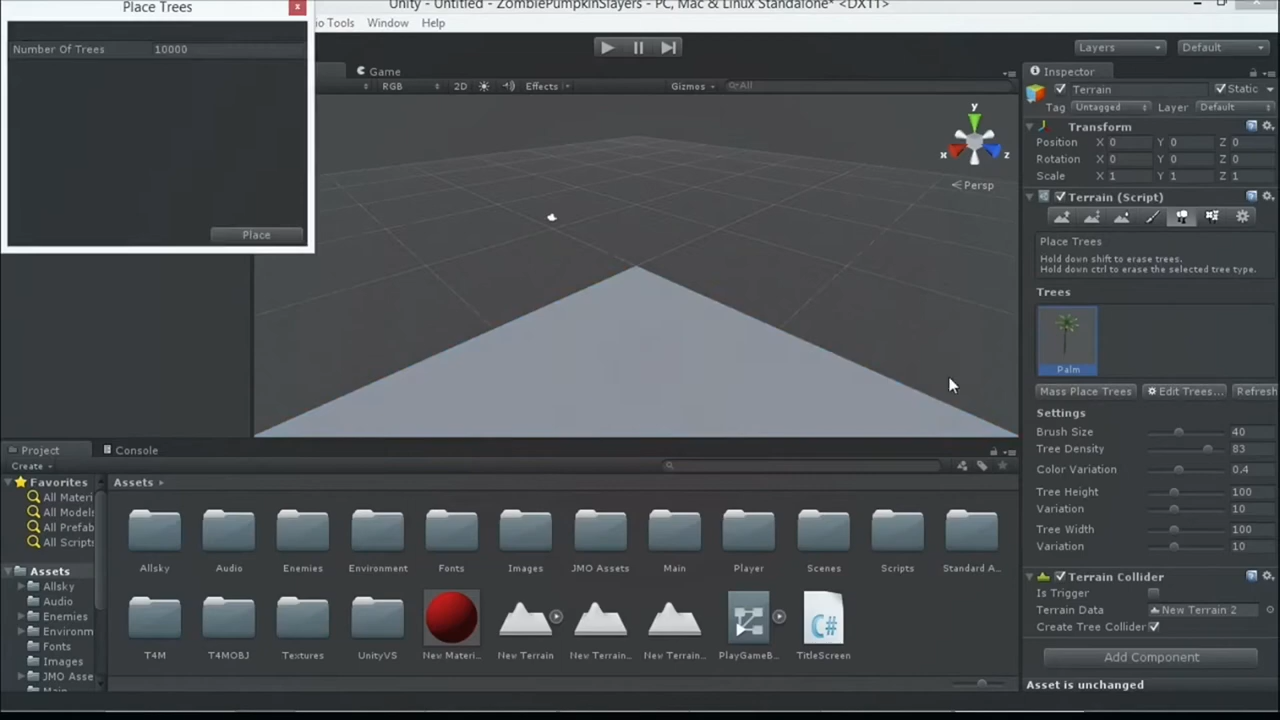 Place Trees
x
Number Of Trees 10000
Place
Unity - Untitled - ZombiePumpkinSlayers - PC, Mac & Linux Standalone* <DX11>
io Tools Window Help
Layers Default
Game
RGB 2D Effects Gizmos All
y
x z
Persp
Inspector
Terrain Static
Tag Untagged Layer Default
Transform
Position X 0 Y 0 Z 0
Rotation X 0 Y 0 Z 0
Scale X 1 Y 1 Z 1
Terrain (Script)
Place Trees
Hold down shift to erase trees.
Hold down ctrl to erase the selected tree type.
Trees
Palm
Mass Place Trees Edit Trees... Refresh
Settings
Brush Size 40
Tree Density 83
Color Variation 0.4
Tree Height 100
Variation 10
Tree Width 100
Variation 10
Terrain Collider
Is Trigger
Terrain Data New Terrain 2
Create Tree Collider
Add Component
Asset is unchanged
Project Console
Create
Favorites
All Materi
All Models
All Prefab
All Scripts
Assets
Allsky
Audio
Enemies
Environm
Fonts
Images
JMO Asse
Main
Assets
Allsky Audio Enemies Environment Fonts Images JMO Assets Main Player Scenes Scripts Standard A...
T4M T4MOBJ Textures UnityVS New Materi... New Terrain New Terrain... New Terrain... PlayGameB... TitleScreen
C#